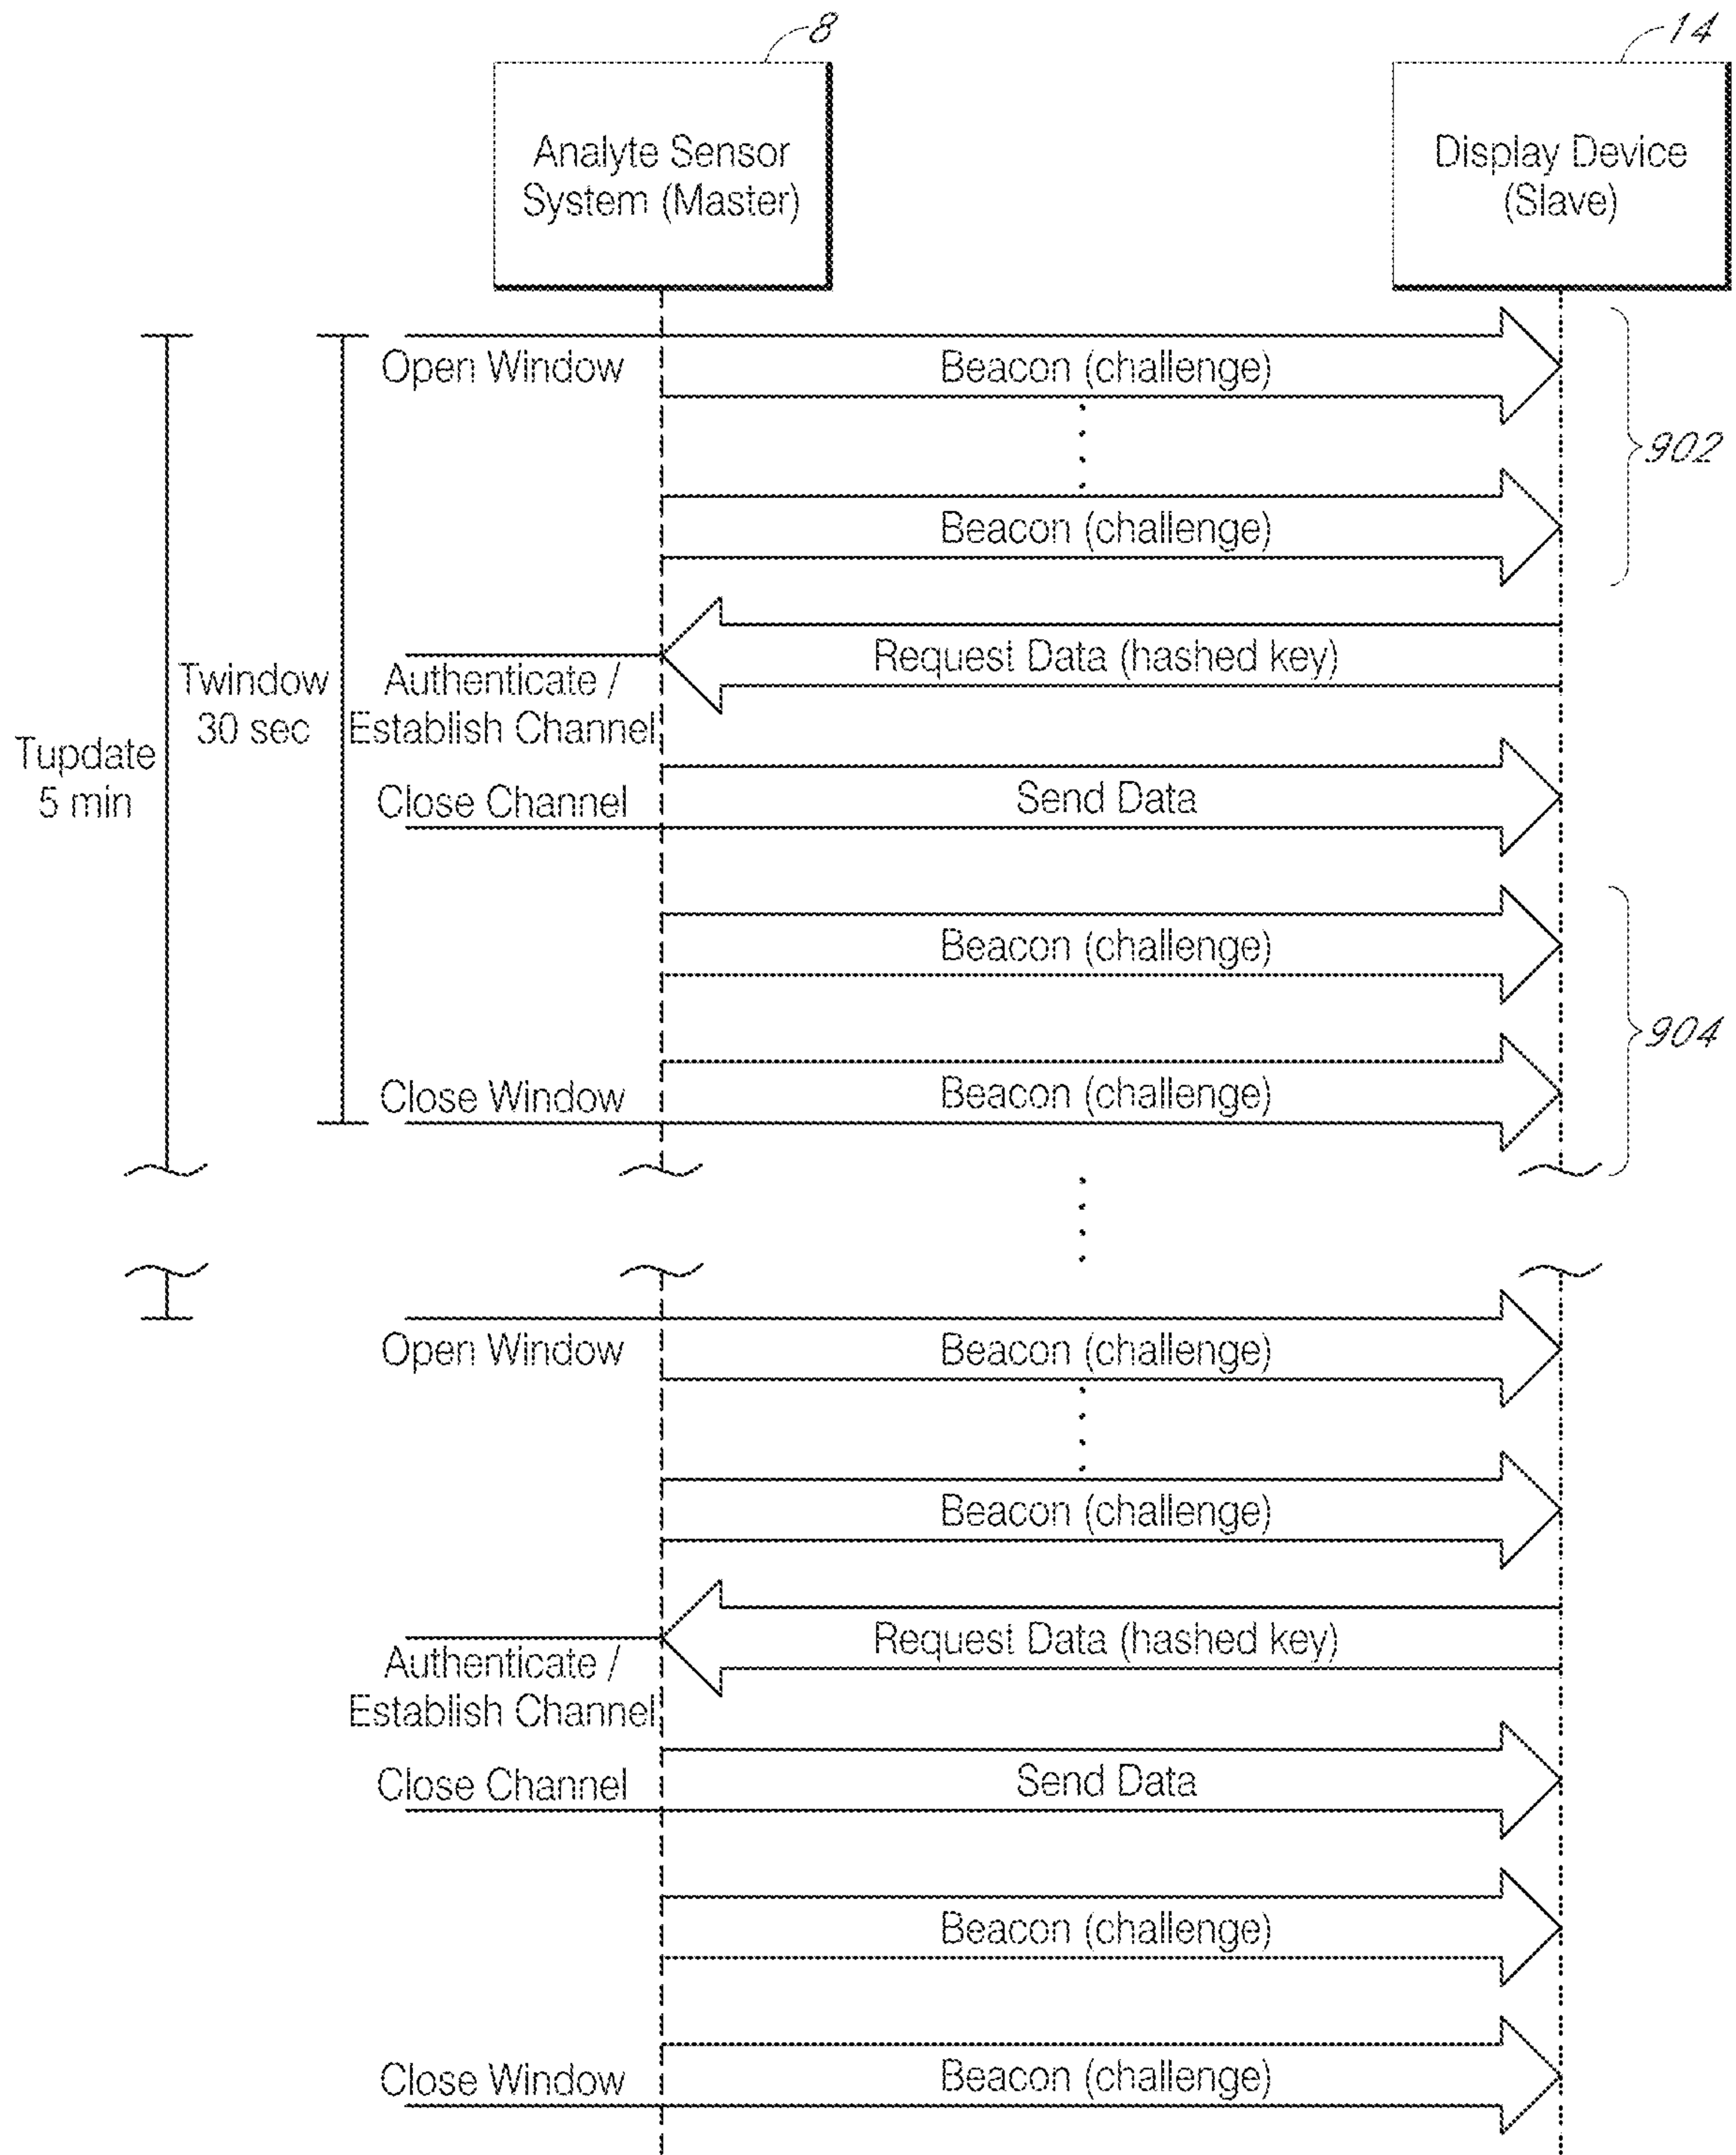 8
14
Analyte Sensor
System (Master)
Display Device
(Slave)
Open Window
Beacon (challenge)
902
Beacon (challenge)
Request Data (hashed key)
Authenticate /
Establish Channel
Twindow
30 sec
Tupdate
5 min
Close Channel
Send Data
Beacon (challenge)
904
Close Window
Beacon (challenge)
Open Window
Beacon (challenge)
Beacon (challenge)
Request Data (hashed key)
Authenticate /
Establish Channel
Close Channel
Send Data
Beacon (challenge)
Close Window
Beacon (challenge)